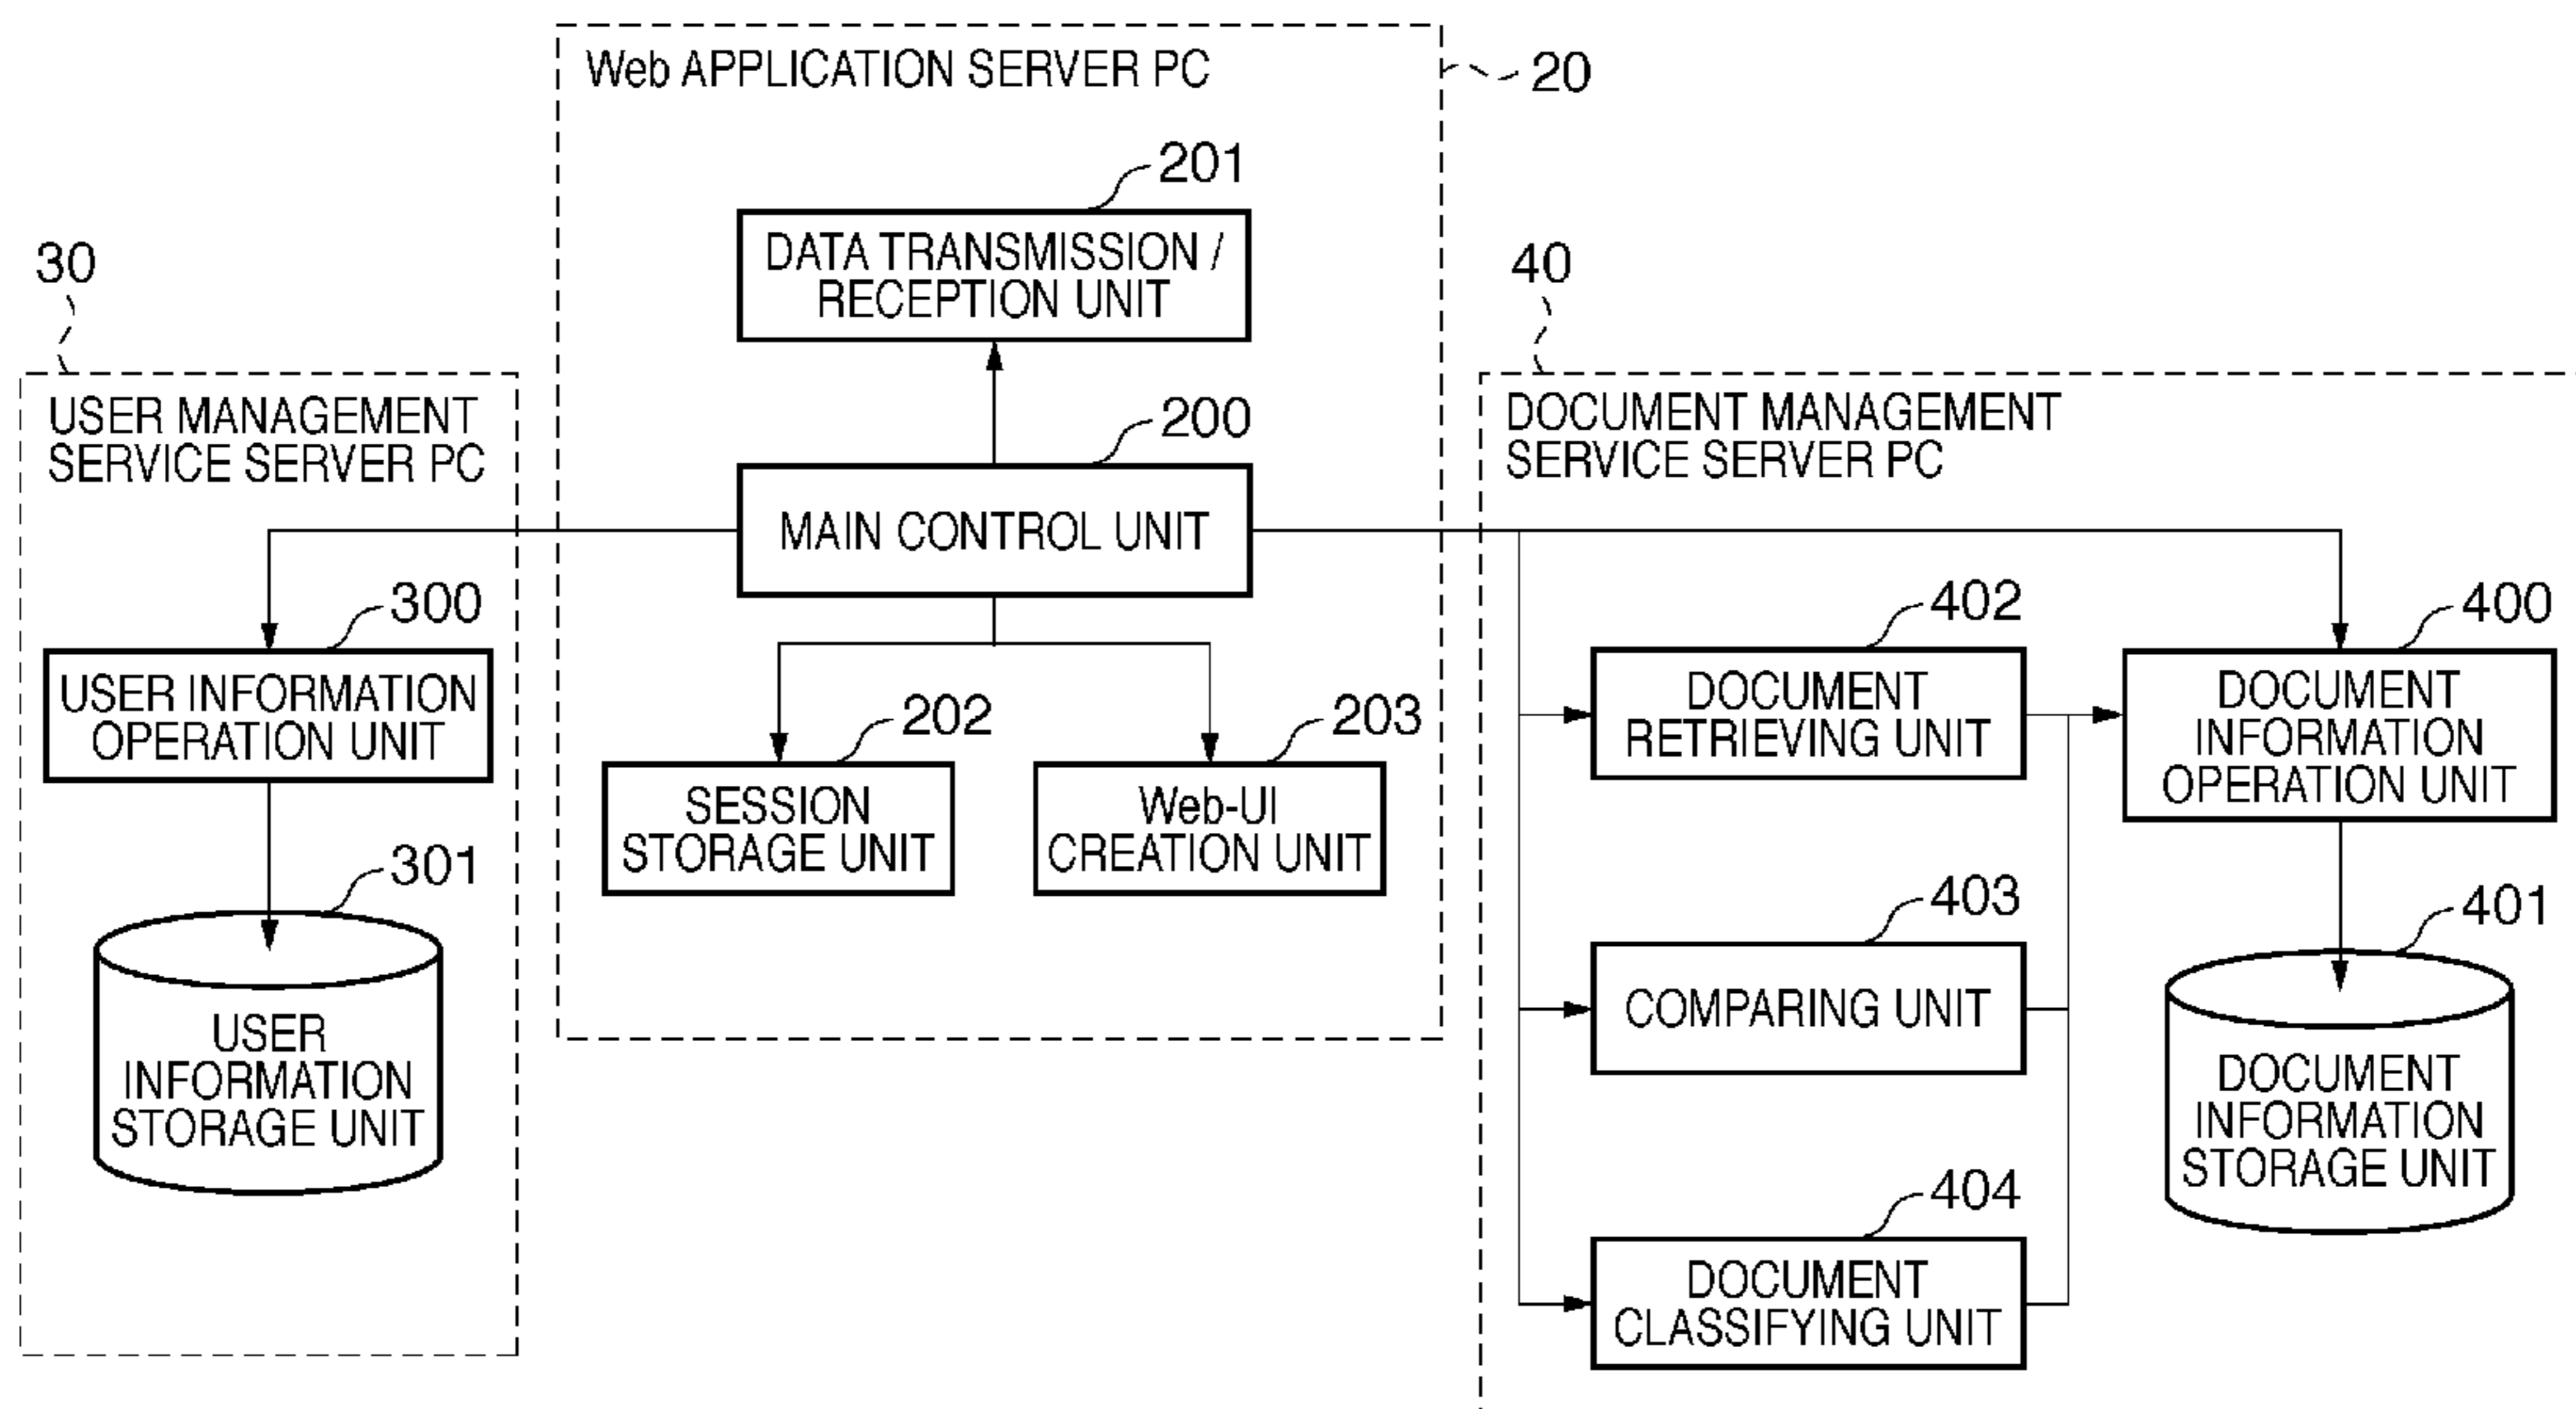 Web APPLICATION SERVER PC
20
201
DATA TRANSMISSION /
RECEPTION UNIT
30
40
USER MANAGEMENT
SERVICE SERVER PC
200
MAIN CONTROL UNIT
DOCUMENT MANAGEMENT
SERVICE SERVER PC
300
USER INFORMATION
OPERATION UNIT
202
SESSION
STORAGE UNIT
203
Web-UI
CREATION UNIT
402
DOCUMENT
RETRIEVING UNIT
400
DOCUMENT
INFORMATION
OPERATION UNIT
301
USER
INFORMATION
STORAGE UNIT
403
COMPARING UNIT
401
DOCUMENT
INFORMATION
STORAGE UNIT
404
DOCUMENT
CLASSIFYING UNIT